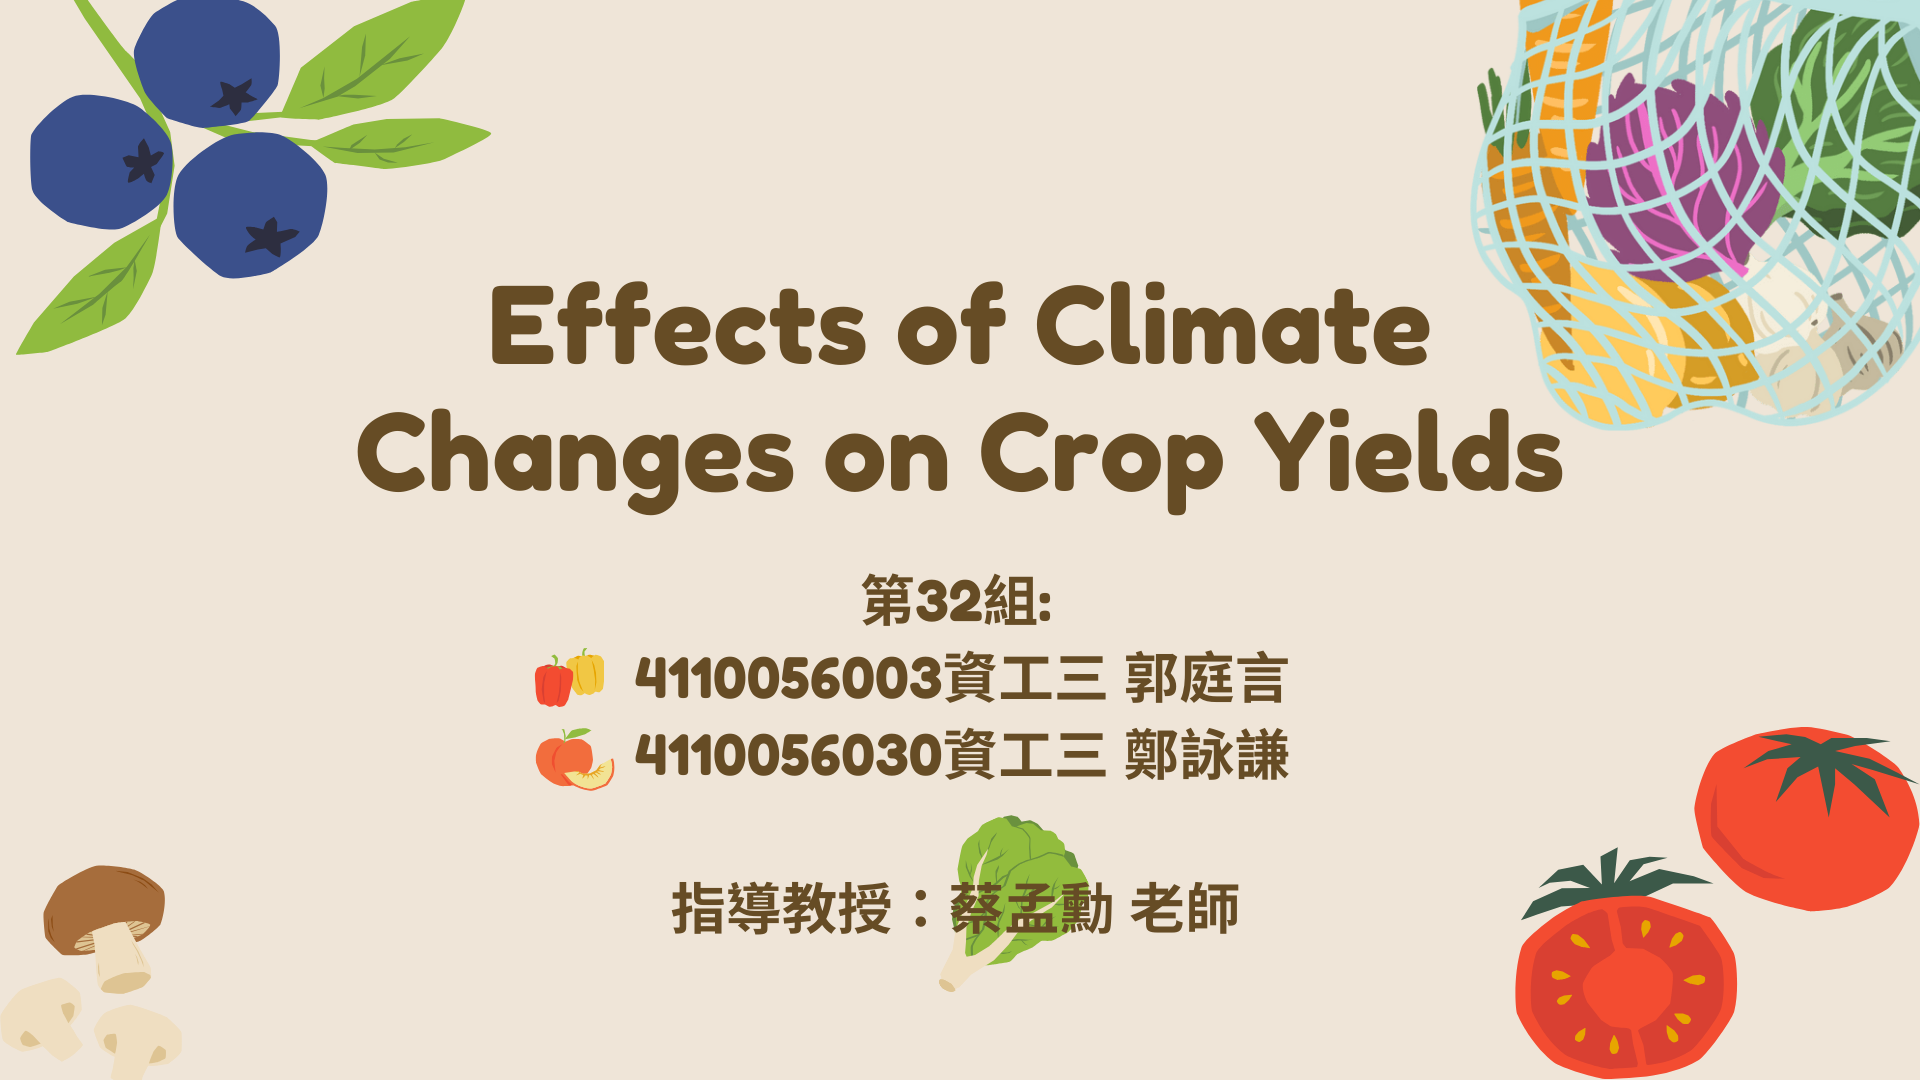 Effects of Climate
Changes on Crop Yields
第32組:
4110056003資工三 郭庭言
4110056030資工三 鄭詠謙
指導教授：蔡孟勳 老師